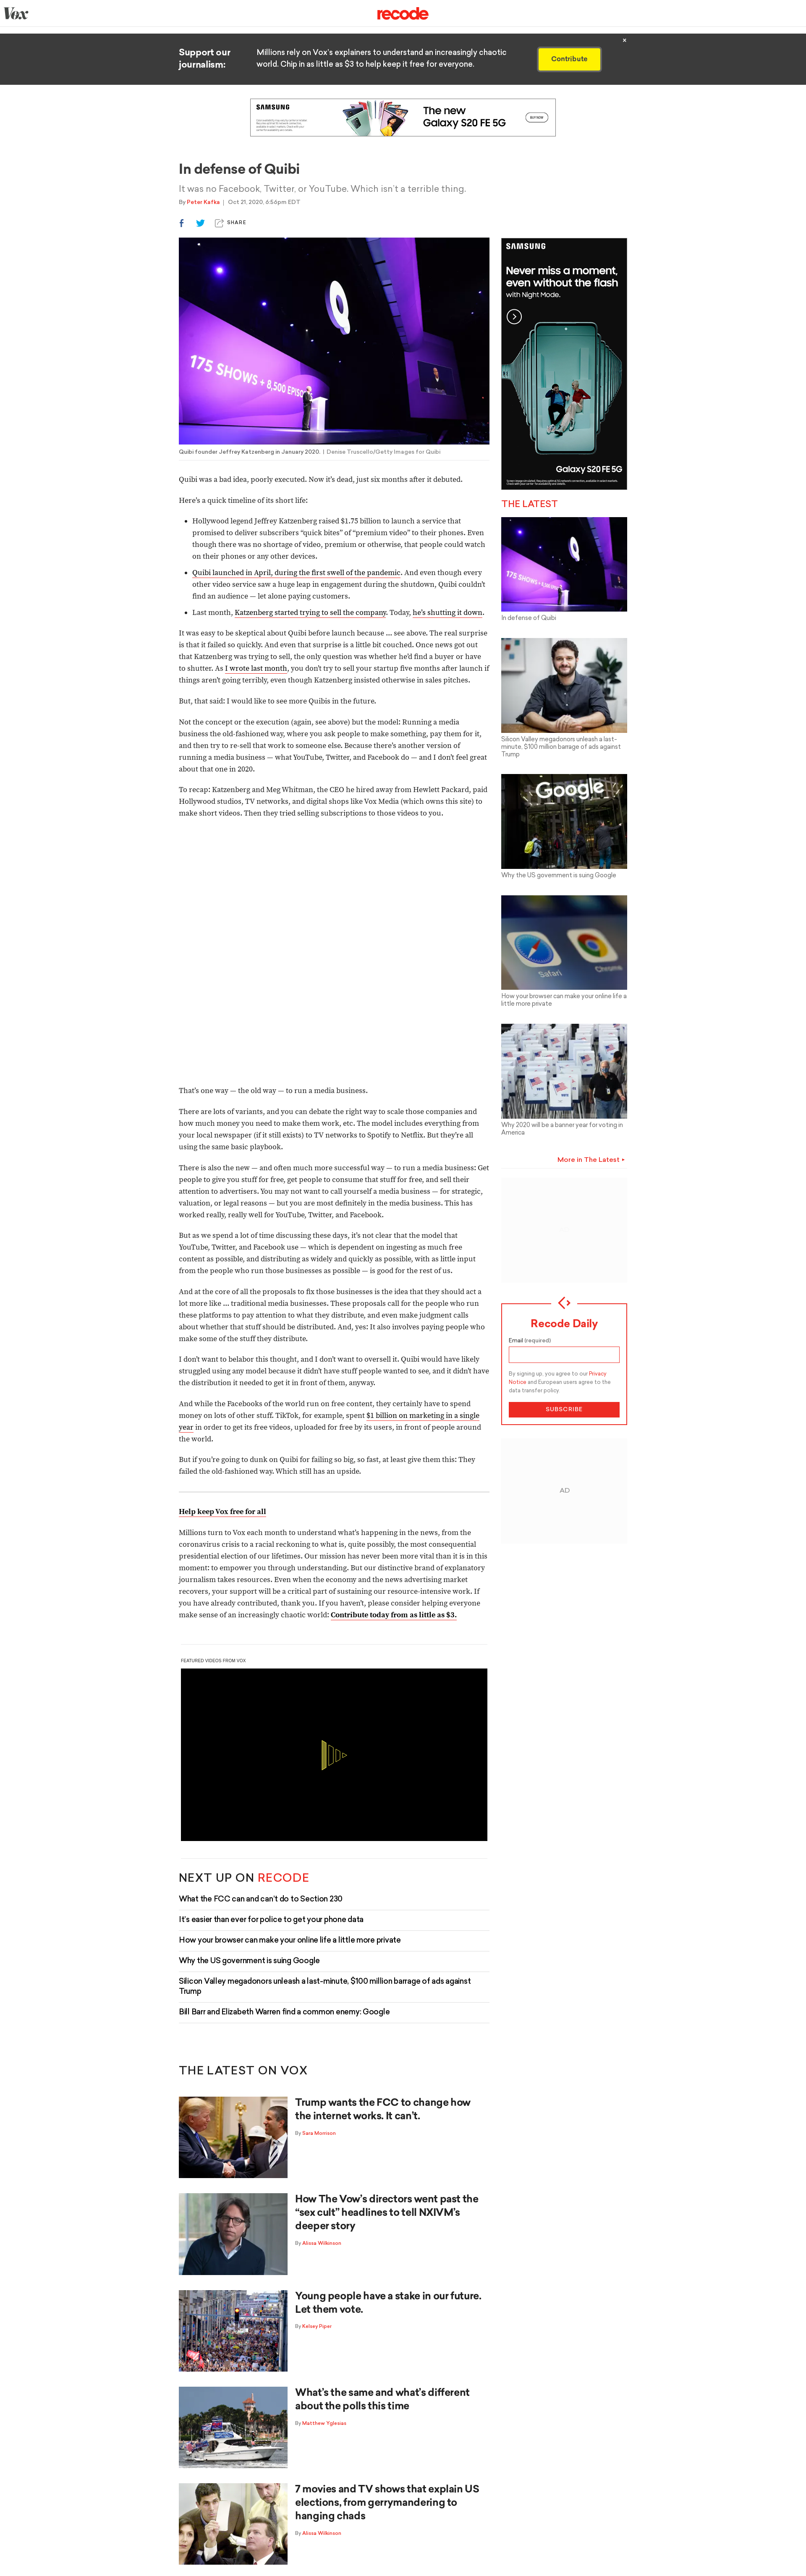 Vox
recode
Support our
journalism:
Millions rely on Vox's explainers to understand an increasingly chaotic
world. Chip in as little as $3 to help keep it free for everyone.
Contribute
×
SAMSUNG
The new
Galaxy S20 FE 5G
BUY NOW
In defense of Quibi
It was no Facebook, Twitter, or YouTube. Which isn't a terrible thing.
By Peter Kafka | Oct 21, 2020, 6:56pm EDT
SHARE
175 SHOWS + 8,500 EPISO
Quibi founder Jeffrey Katzenberg in January 2020. | Denise Truscello/Getty Images for Quibi
Quibi was a bad idea, poorly executed. Now it's dead, just six months after it debuted.
Here's a quick timeline of its short life:
• Hollywood legend Jeffrey Katzenberg raised $1.75 billion to launch a service that
promised to deliver subscribers "quick bites" of "premium video" to their phones. Even
though there was no shortage of video, premium or otherwise, that people could watch
on their phones or any other devices.
• Quibi launched in April, during the first swell of the pandemic. And even though every
other video service saw a huge leap in engagement during the shutdown, Quibi couldn't
find an audience — let alone paying customers.
• Last month, Katzenberg started trying to sell the company. Today, he's shutting it down.
It was easy to be skeptical about Quibi before launch because ... see above. The real surprise
is that it failed so quickly. And even that surprise is a little bit couched. Once news got out
that Katzenberg was trying to sell, the only question was whether he'd find a buyer or have
to shutter. As I wrote last month, you don't try to sell your startup five months after launch if
things aren't going terribly, even though Katzenberg insisted otherwise in sales pitches.
But, that said: I would like to see more Quibis in the future.
Not the concept or the execution (again, see above) but the model: Running a media
business the old-fashioned way, where you ask people to make something, pay them for it,
and then try to re-sell that work to someone else. Because there's another version of
running a media business — what YouTube, Twitter, and Facebook do — and I don't feel great
about that one in 2020.
To recap: Katzenberg and Meg Whitman, the CEO he hired away from Hewlett Packard, paid
Hollywood studios, TV networks, and digital shops like Vox Media (which owns this site) to
make short videos. Then they tried selling subscriptions to those videos to you.
That's one way — the old way — to run a media business.
There are lots of variants, and you can debate the right way to scale those companies and
how much money you need to make them work, etc. The model includes everything from
your local newspaper (if it still exists) to TV networks to Spotify to Netflix. But they're all
using the same basic playbook.
There is also the new — and often much more successful way — to run a media business: Get
people to give you stuff for free, get people to consume that stuff for free, and sell their
attention to advertisers. You may not want to call yourself a media business — for strategic,
valuation, or legal reasons — but you are most definitely in the media business. This has
worked really, really well for YouTube, Twitter, and Facebook.
But as we spend a lot of time discussing these days, it's not clear that the model that
YouTube, Twitter, and Facebook use — which is dependent on ingesting as much free
content as possible, and distributing as widely and quickly as possible, with as little input
from the people who run those businesses as possible — is good for the rest of us.
And at the core of all the proposals to fix those businesses is the idea that they should act a
lot more like ... traditional media businesses. Those proposals call for the people who run
these platforms to pay attention to what they distribute, and even make judgment calls
about whether that stuff should be distributed. And, yes: It also involves paying people who
make some of the stuff they distribute.
I don't want to belabor this thought, and I don't want to oversell it. Quibi would have likely
struggled using any model because it didn't have stuff people wanted to see, and it didn't have
the distribution it needed to get it in front of them, anyway.
And while the Facebooks of the world run on free content, they certainly have to spend
money on lots of other stuff. TikTok, for example, spent $1 billion on marketing in a single
year in order to get its free videos, uploaded for free by its users, in front of people around
the world.
But if you're going to dunk on Quibi for failing so big, so fast, at least give them this: They
failed the old-fashioned way. Which still has an upside.
Help keep Vox free for all
Millions turn to Vox each month to understand what's happening in the news, from the
coronavirus crisis to a racial reckoning to what is, quite possibly, the most consequential
presidential election of our lifetimes. Our mission has never been more vital than it is in this
moment: to empower you through understanding. But our distinctive brand of explanatory
journalism takes resources. Even when the economy and the news advertising market
recovers, your support will be a critical part of sustaining our resource-intensive work. If
you have already contributed, thank you. If you haven't, please consider helping everyone
make sense of an increasingly chaotic world: Contribute today from as little as $3.
FEATURED VIDEOS FROM VOX
NEXT UP ON RECODE
What the FCC can and can't do to Section 230
It's easier than ever for police to get your phone data
How your browser can make your online life a little more private
Why the US government is suing Google
Silicon Valley megadonors unleash a last-minute, $100 million barrage of ads against
Trump
Bill Barr and Elizabeth Warren find a common enemy: Google
THE LATEST ON VOX
Trump wants the FCC to change how
the internet works. It can't.
By Sara Morrison
How The Vow's directors went past the
"sex cult" headlines to tell NXIVM's
deeper story
By Alissa Wilkinson
Young people have a stake in our future.
Let them vote.
By Kelsey Piper
What's the same and what's different
about the polls this time
By Matthew Yglesias
7 movies and TV shows that explain US
elections, from gerrymandering to
hanging chads
By Alissa Wilkinson
SAMSUNG
Never miss a moment,
even without the flash
with Night Mode.
Galaxy S20 FE 5G
THE LATEST
175 SHOWS + 8,500 EPISO
In defense of Quibi
Silicon Valley megadonors unleash a last-
minute, $100 million barrage of ads against
Trump
Google
Why the US government is suing Google
Safari
Chrome
How your browser can make your online life a
little more private
Why 2020 will be a banner year for voting in
America
More in The Latest
Recode Daily
Email (required)
By signing up, you agree to our Privacy
Notice and European users agree to the
data transfer policy.
SUBSCRIBE
AD